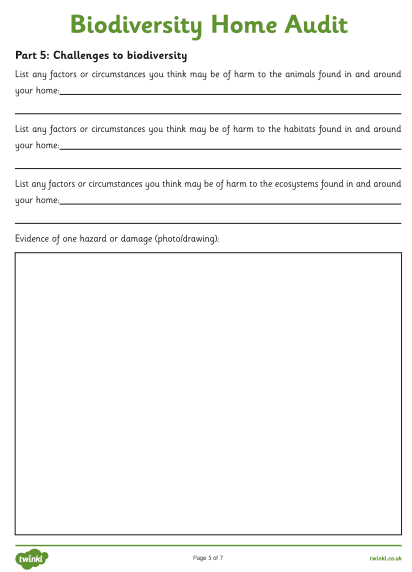 Biodiversity Home Audit
Part 5: Challenges to biodiversity
List any factors or circumstances you think may be of harm to the animals found in and around
your home:
List any factors or circumstances you think may be of harm to the habitats found in and around
your home:
List any factors or circumstances you think may be of harm to the ecosystems found in and around
your home:
Evidence of one hazard or damage (photo/drawing):
twinkl
Page 5 of 7
twinkl.co.uk